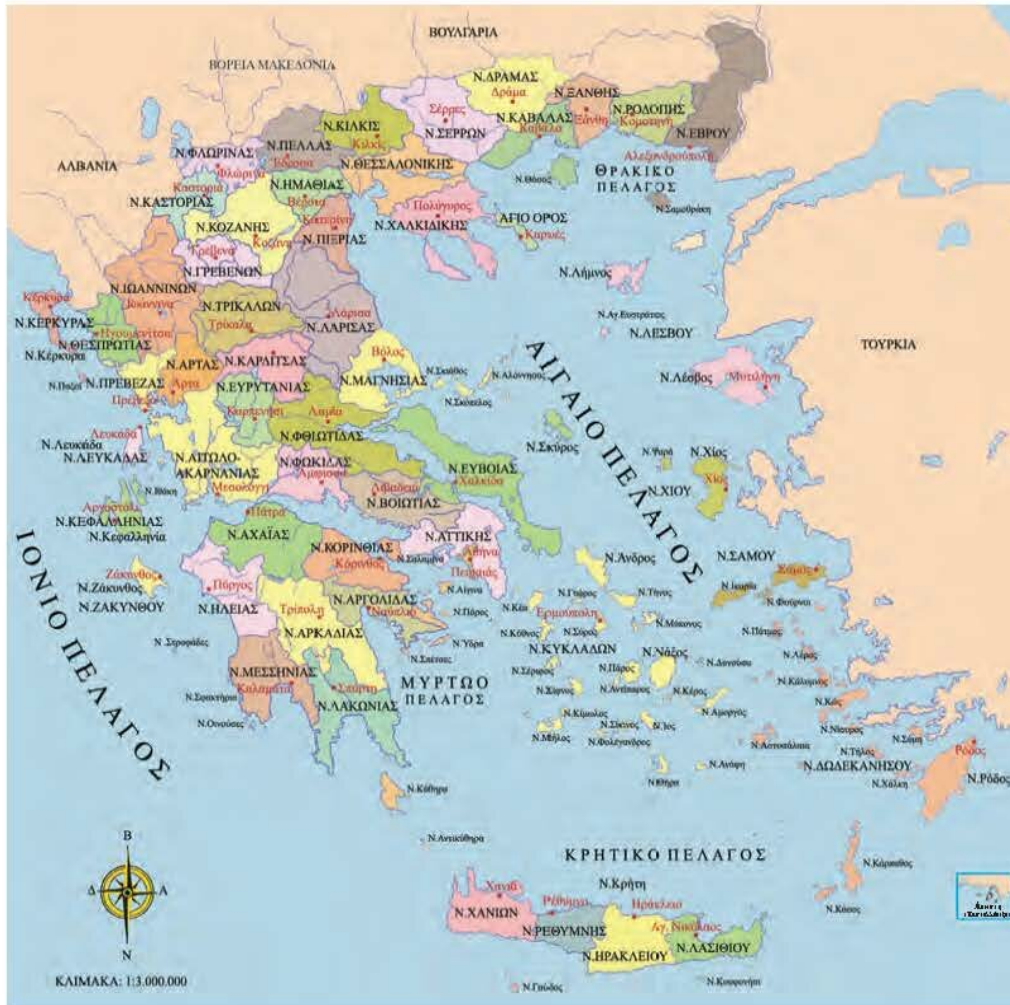 ΒΟΥΛΓΑΡΙΑ
ΒΟΡΕΙΑ ΜΑΚΕΔΟΝΙΑ
ΑΛΒΑΝΙΑ
ΤΟΥΡΚΙΑ
Ν.ΔΡΑΜΑΣ
Δράμα
Ν.ΞΑΝΘΗΣ
Ξάνθη
Ν.ΡΟΔΟΠΗΣ
Κομοτηνή
Ν.ΕΒΡΟΥ
Αλεξανδρούπολη
Ν.ΚΑΒΑΛΑΣ
Καβάλα
Σέρρες
Ν.ΣΕΡΡΩΝ
Ν.ΚΙΛΚΙΣ
Κιλκίς
Ν.ΠΕΛΛΑΣ
Έδεσσα
Ν.ΦΛΩΡΙΝΑΣ
Φλώρινα
Ν.ΘΕΣΣΑΛΟΝΙΚΗΣ
Καστοριά
Ν.ΚΑΣΤΟΡΙΑΣ
Ν.ΗΜΑΘΙΑΣ
Βέροια
Κατερίνη
Ν.ΠΙΕΡΙΑΣ
Ν.ΚΟΖΑΝΗΣ
Κοζάνη
Πολύγυρος
Ν.ΧΑΛΚΙΔΙΚΗΣ
ΑΓΙΟ ΟΡΟΣ
Καρυές
Ν.Θάσος
ΘΡΑΚΙΚΟ
ΠΕΛΑΓΟΣ
Ν.Σαμοθράκη
Γρεβενά
Ν.ΓΡΕΒΕΝΩΝ
Ν.ΙΩΑΝΝΙΝΩΝ
Ιωάννινα
Ν.ΤΡΙΚΑΛΩΝ
Τρίκαλα
Λάρισα
Ν.ΛΑΡΙΣΑΣ
Κέρκυρα
Ν.ΚΕΡΚΥΡΑΣ
Ηγουμενίτσα
Ν.ΘΕΣΠΡΩΤΙΑΣ
Ν.Κέρκυρα
Ν.Παξοί
Ν.ΠΡΕΒΕΖΑΣ
Πρέβεζα
Ν.ΑΡΤΑΣ
Άρτα
Ν.ΚΑΡΔΙΤΣΑΣ
Βόλος
Ν.ΜΑΓΝΗΣΙΑΣ
Ν.Σκιάθος
Ν.Αλόννησος
Ν.Σκόπελος
Ν.Λήμνος
Ν.Αγ.Ευστράτιος
Ν.ΛΕΣΒΟΥ
Ν.Λέσβος
Μυτιλήνη
ΑΙΓΑΙΟ ΠΕΛΑΓΟΣ
Ν.ΕΥΡΥΤΑΝΙΑΣ
Καρπενήσι
Λαμία
Ν.ΦΘΙΩΤΙΔΑΣ
Λευκάδα
Ν.Λευκάδα
Ν.ΛΕΥΚΑΔΑΣ
Ν.ΑΙΤΩΛΟ-
ΑΚΑΡΝΑΝΙΑΣ
Μεσολόγγι
Ν.ΦΩΚΙΔΑΣ
Άμφισσα
Λιβαδειά
Ν.ΒΟΙΩΤΙΑΣ
Ν.ΕΥΒΟΙΑΣ
Χαλκίδα
Ν.Σκύρος
Ν.Ψαρά
Ν.Χίος
Χίος
Ν.ΧΙΟΥ
Ν.Ιθάκη
Αργοστόλι
Ν.ΚΕΦΑΛΛΗΝΙΑΣ
Ν.Κεφαλληνία
Πάτρα
Ν.ΑΧΑΪΑΣ
Ν.ΚΟΡΙΝΘΙΑΣ
Κόρινθος
Ν.ΑΤΤΙΚΗΣ
Αθήνα
Πειραιάς
Ν.Σαλαμίνα
Ν.Αίγινα
Ν.Πόρος
Ζάκυνθος
Ν.Ζάκυνθος
Ν.ΖΑΚΥΝΘΟΥ
Πύργος
Ν.ΗΛΕΙΑΣ
Τρίπολη
Ν.ΑΡΚΑΔΙΑΣ
Ν.ΑΡΓΟΛΙΔΑΣ
Ναύπλιο
Ν.Ύδρα
Ν.Σπέτσες
Ν.Στροφάδες
Ν.ΜΕΣΣΗΝΙΑΣ
Καλαμάτα
Σπάρτη
Ν.ΛΑΚΩΝΙΑΣ
Ν.Σφακτήρια
Ν.Οινούσες
ΙΟΝΙΟ ΠΕΛΑΓΟΣ
ΜΥΡΤΩΟ
ΠΕΛΑΓΟΣ
Ν.Άνδρος
Ν.Γυάρος
Ν.Τήνος
Ν.Κέα
Ερμούπολη
Ν.Σύρος
Ν.Μύκονος
Ν.Κύθνος
Ν.ΚΥΚΛΑΔΩΝ
Ν.Σέριφος
Ν.Πάρος
Ν.Νάξος
Ν.Δονούσα
Ν.Σίφνος
Ν.Αντίπαρος
Ν.Κέρος
Ν.Αμοργός
Ν.Κίμωλος
Ν.Μήλος
Ν.Σίκινος
Ν.Ίος
Ν.Φολέγανδρος
Ν.Θήρα
Ν.Ανάφη
Ν.ΣΑΜΟΥ
Σάμος
Ν.Ικαρία
Ν.Φούρνοι
Ν.Πάτμος
Ν.Λέρος
Ν.Κάλυμνος
Ν.Κώς
Ν.Νίσυρος
Ν.Αστυπάλαια
Ν.Τήλος
Ν.Σύμη
Ν.ΔΩΔΕΚΑΝΗΣΟΥ
Ν.Χάλκη
Ρόδος
Ν.Ρόδος
Ν.Κάρπαθος
Ν.Κάσος
Ν.Κύθηρα
Ν.Αντικύθηρα
ΚΡΗΤΙΚΟ ΠΕΛΑΓΟΣ
Ν.Κρήτη
Χανιά
Ν.ΧΑΝΙΩΝ
Ρέθυμνο
Ν.ΡΕΘΥΜΝΗΣ
Ηράκλειο
Ν.ΗΡΑΚΛΕΙΟΥ
Αγ. Νικόλαος
Ν.ΛΑΣΙΘΙΟΥ
Ν.Γαύδος
Ν.Κουφονήσι
Β
Δ
Α
Ν
ΚΛΙΜΑΚΑ: 1:3.000.000